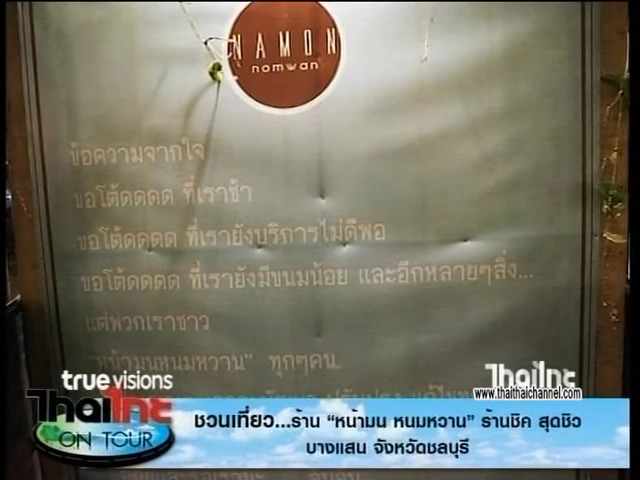 NAMON
nomwan
ข้อความจากใจ
ขอโต้ดดดด ที่เราช้า
ขอโต้ดดดด ที่เรายังบริการไม่ดีพอ
ขอโต้ดดดด ที่เรายังมีขนมน้อย และอีกหลายๆสิ่ง...
แต่พวกเราชาว
"หน้ามนหนมหวาน" ทุกๆคน
true visions
ThaiTho
www.thaithaichannel.com
ThaiTho
ON TOUR
ชวนเที่ยว...ร้าน "หน้ามน หนมหวาน" ร้านชิค สุดชิว
บางแสน จังหวัดชลบุรี